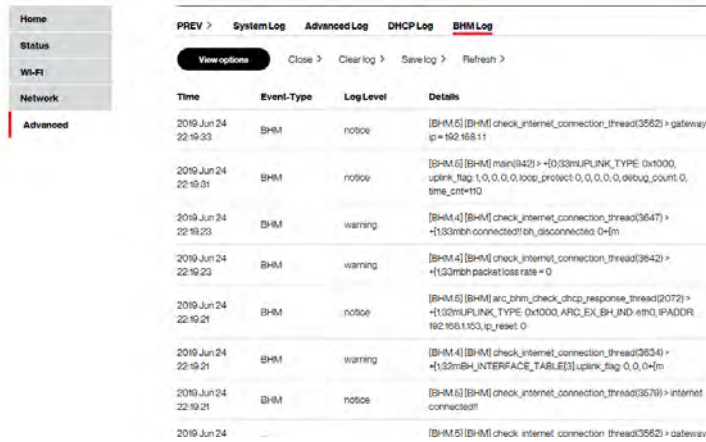 Home
Status
Wi-Fi
Network
Advanced
PREV > System Log Advanced Log DHCP Log BHM Log
View options Close > Clear log > Save log > Refresh >
Time Event-Type Log Level Details
2019 Jun 24 22:19:33 BHM notice [BHM.5] [BHM] check_internet_connection_thread(3562) > gateway
ip = 192.168.1.1
2019 Jun 24 22:19:31 BHM notice [BHM.5] [BHM] main(942) > +[0;33mUPLINK_TYPE: 0x1000,
uplink_flag: 1, 0, 0, 0, 0, loop_protect: 0, 0, 0, 0, 0, debug_count: 0,
time_cnt=110
2019 Jun 24 22:19:23 BHM warning [BHM.4] [BHM] check_internet_connection_thread(3647) >
+[1;33mbh connected!! bh_disconnected: 0+[m
2019 Jun 24 22:19:23 BHM warning [BHM.4] [BHM] check_internet_connection_thread(3642) >
+[1;33mbh packet loss rate = 0
2019 Jun 24 22:19:21 BHM notice [BHM.5] [BHM] arc_bhm_check_dhcp_response_thread(2072) >
+[1;32mUPLINK_TYPE: 0x1000, ARC_EX_BH_IND: eth0, IPADDR:
192.168.1.153, ip_reset: 0
2019 Jun 24 22:19:21 BHM warning [BHM.4] [BHM] check_internet_connection_thread(3634) >
+[1;32mBH_INTERFACE_TABLE[3].uplink_flag: 0, 0, 0+[m
2019 Jun 24 22:19:21 BHM notice [BHM.5] [BHM] check_internet_connection_thread(3579) > internet
connected!!
2019 Jun 24 [BHM.5] [BHM] check_internet_connection_thread(3562) > gateway